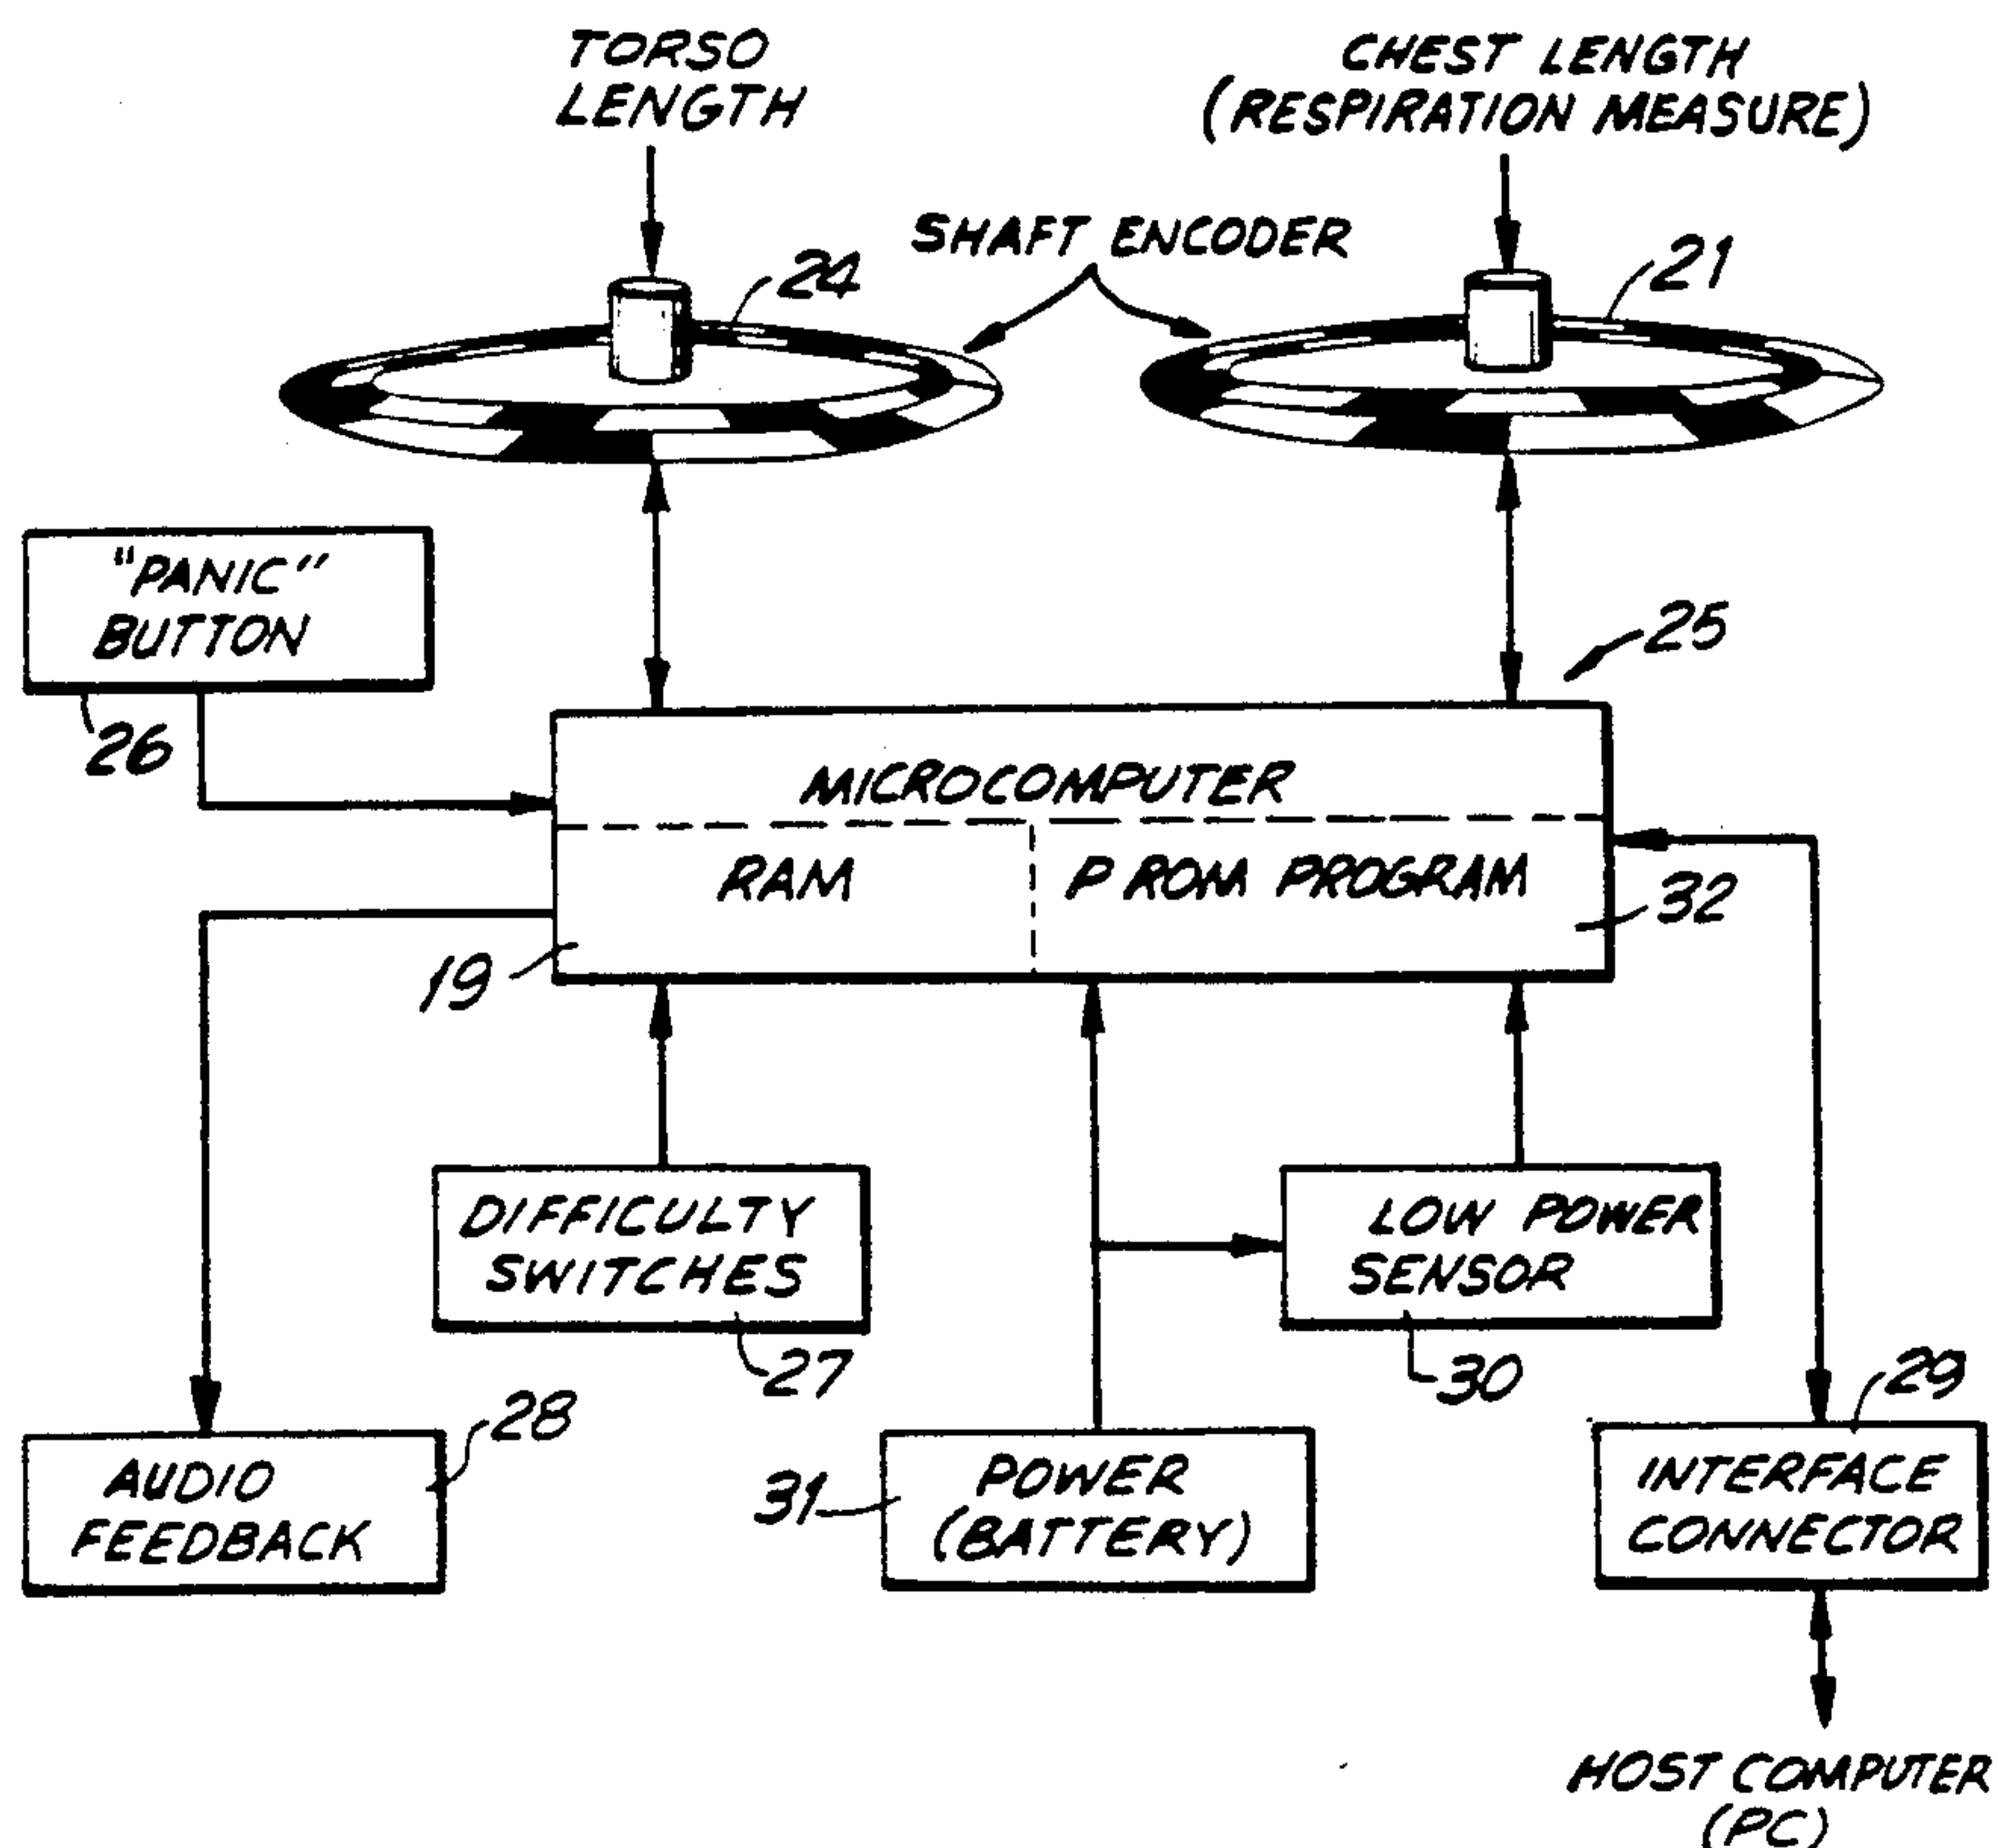 TORSO
LENGTH
CHEST LENGTH
(RESPIRATION MEASURE)
SHAFT ENCODER
24
21
"PANIC"
BUTTON
26
25
MICROCOMPUTER
RAM
P ROM PROGRAM
32
19
DIFFICULTY
SWITCHES
27
LOW POWER
SENSOR
30
28
AUDIO
FEEDBACK
31
POWER
(BATTERY)
29
INTERFACE
CONNECTOR
HOST COMPUTER
(PC)